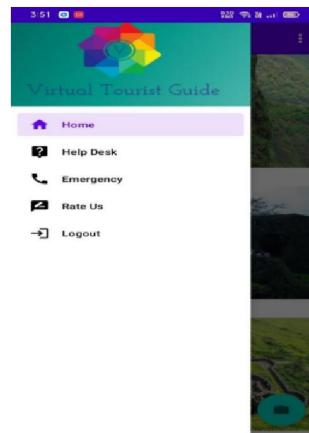 3:51
V
Virtual Tourist Guide
Home
Help Desk
Emergency
Rate Us
Logout